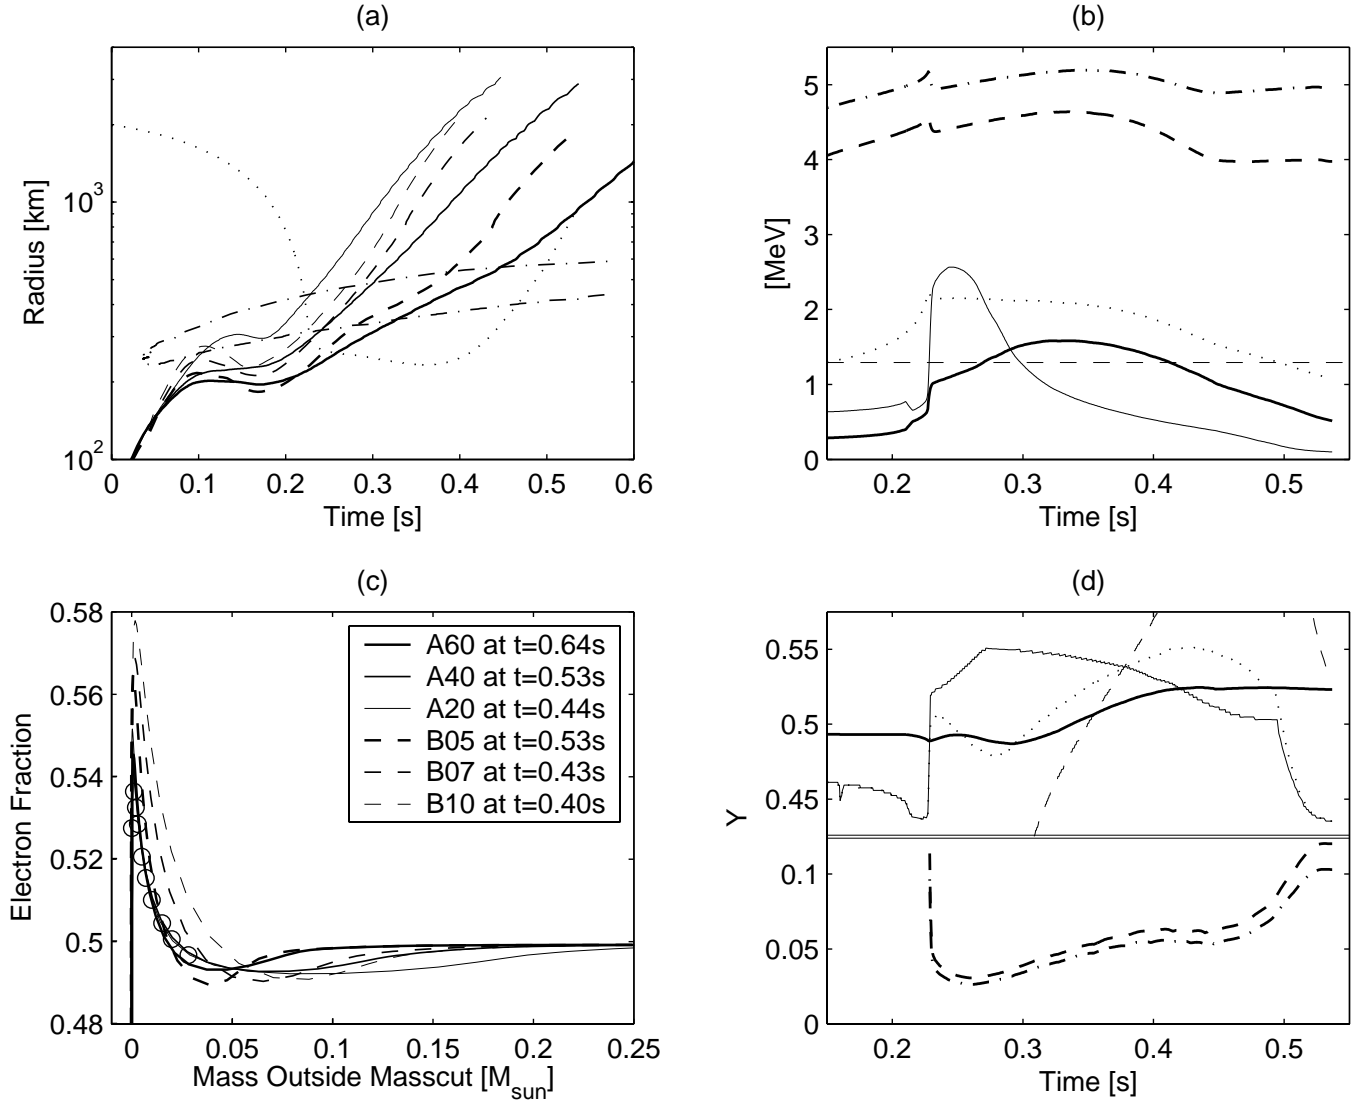 (a)
Radius [km]
10^3
10^2
0 0.1 0.2 0.3 0.4 0.5 0.6
Time [s]
(b)
[MeV]
5
4
3
2
1
0
0.2 0.3 0.4 0.5
Time [s]
(c)
Electron Fraction
0.58
0.56
0.54
0.52
0.5
0.48
A60 at t=0.64s
A40 at t=0.53s
A20 at t=0.44s
B05 at t=0.53s
B07 at t=0.43s
B10 at t=0.40s
0 0.05 0.1 0.15 0.2 0.25
Mass Outside Masscut [M_sun]
(d)
Y
0.55
0.5
0.45
0.1
0.05
0
0.2 0.3 0.4 0.5
Time [s]